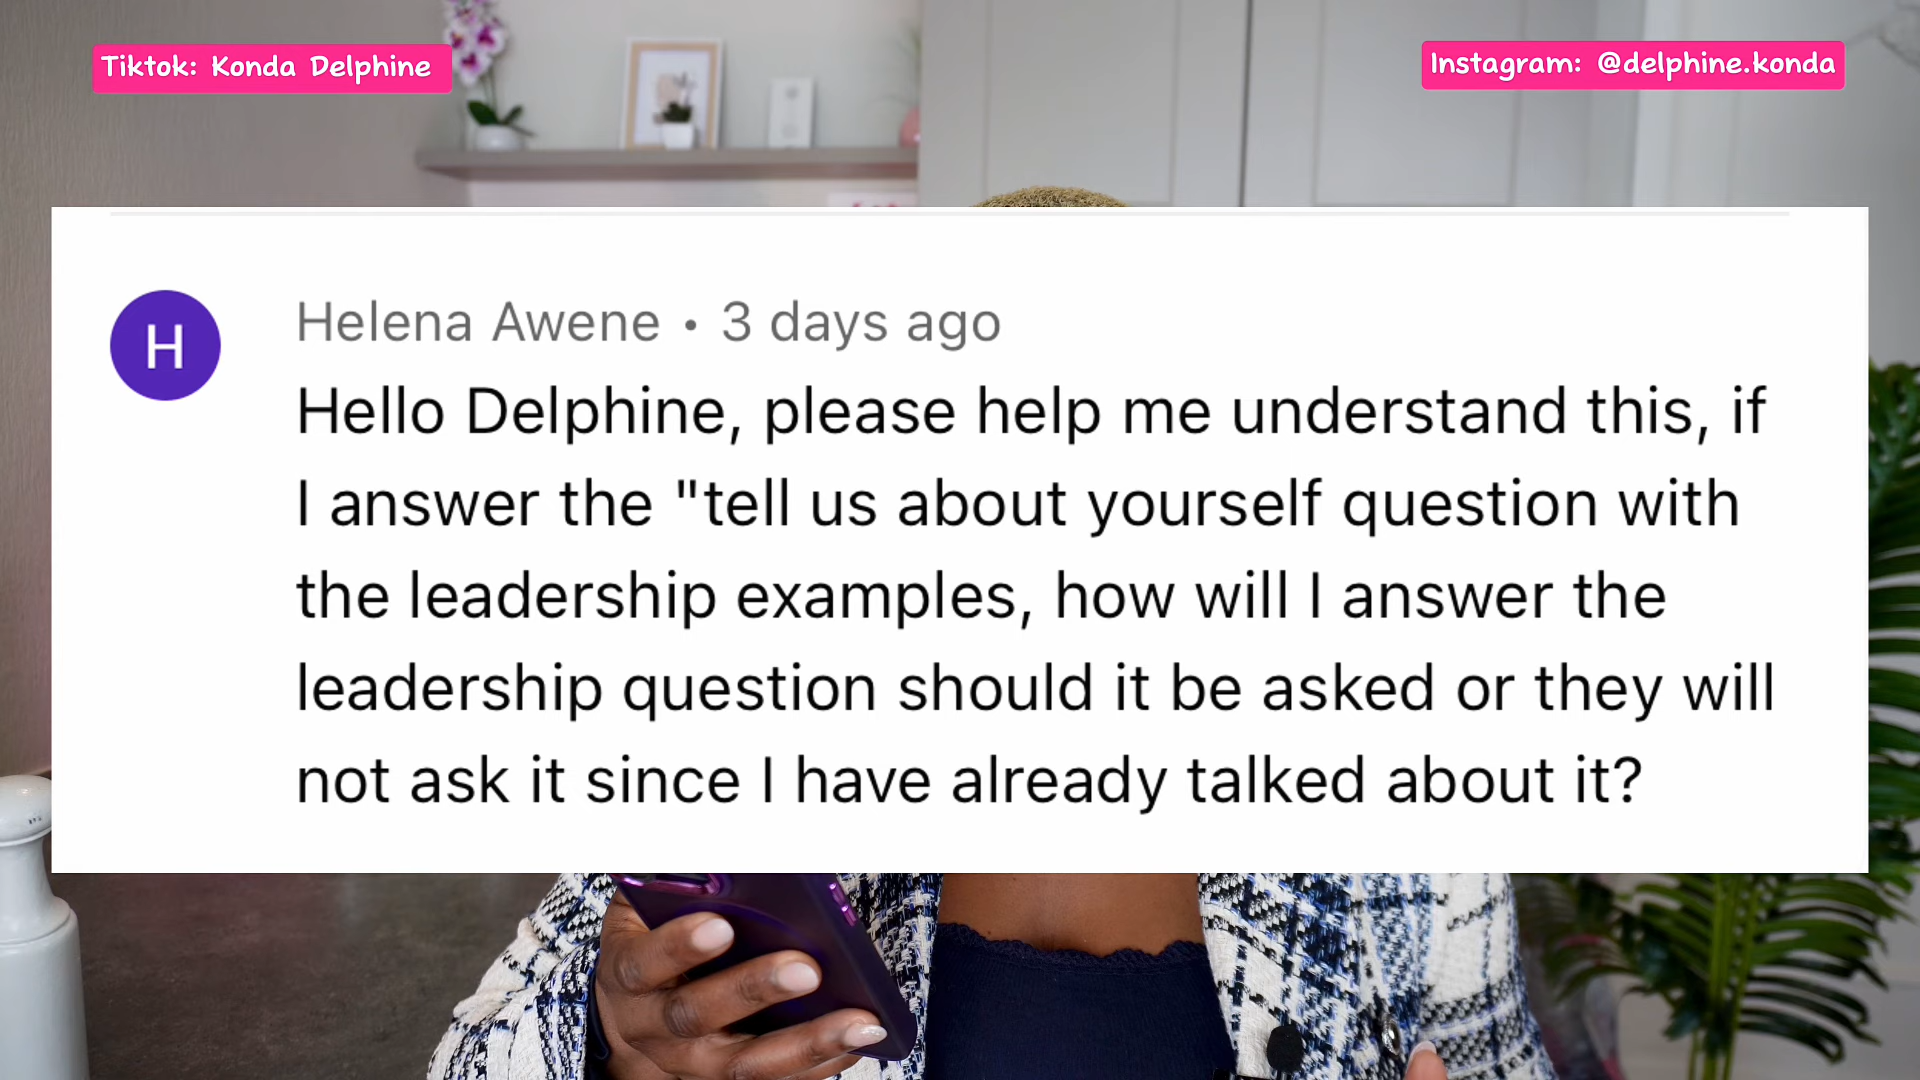 Tiktok: Konda Delphine
Instagram: @delphine.konda
H
Helena Awene • 3 days ago
Hello Delphine, please help me understand this, if
I answer the "tell us about yourself question with
the leadership examples, how will I answer the
leadership question should it be asked or they will
not ask it since I have already talked about it?